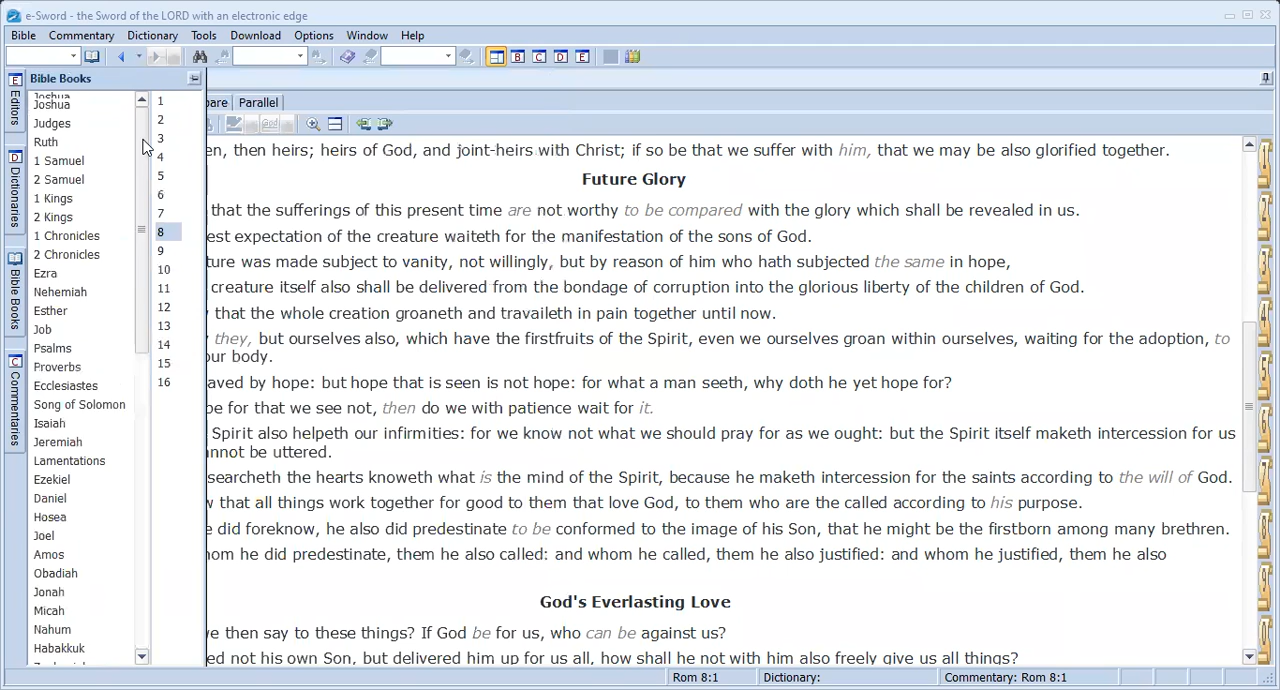 e-Sword - the Sword of the LORD with an electronic edge
Bible Commentary Dictionary Tools Download Options Window Help
B C D E
E Editors
D Dictionaries
Bible Books
C Commentaries
Bible Books
Joshua
Joshua
Judges
Ruth
1 Samuel
2 Samuel
1 Kings
2 Kings
1 Chronicles
2 Chronicles
Ezra
Nehemiah
Esther
Job
Psalms
Proverbs
Ecclesiastes
Song of Solomon
Isaiah
Jeremiah
Lamentations
Ezekiel
Daniel
Hosea
Joel
Amos
Obadiah
Jonah
Micah
Nahum
Habakkuk
1
2
3
4
5
6
7
8
9
10
11
12
13
14
15
16
pare Parallel
en, then heirs; heirs of God, and joint-heirs with Christ; if so be that we suffer with him, that we may be also glorified together.
Future Glory
that the sufferings of this present time are not worthy to be compared with the glory which shall be revealed in us.
est expectation of the creature waiteth for the manifestation of the sons of God.
ture was made subject to vanity, not willingly, but by reason of him who hath subjected the same in hope,
creature itself also shall be delivered from the bondage of corruption into the glorious liberty of the children of God.
that the whole creation groaneth and travaileth in pain together until now.
they, but ourselves also, which have the firstfruits of the Spirit, even we ourselves groan within ourselves, waiting for the adoption, to
our body.
aved by hope: but hope that is seen is not hope: for what a man seeth, why doth he yet hope for?
pe for that we see not, then do we with patience wait for it.
Spirit also helpeth our infirmities: for we know not what we should pray for as we ought: but the Spirit itself maketh intercession for us
annot be uttered.
searcheth the hearts knoweth what is the mind of the Spirit, because he maketh intercession for the saints according to the will of God.
w that all things work together for good to them that love God, to them who are the called according to his purpose.
e did foreknow, he also did predestinate to be conformed to the image of his Son, that he might be the firstborn among many brethren.
hom he did predestinate, them he also called: and whom he called, them he also justified: and whom he justified, them he also
God's Everlasting Love
we then say to these things? If God be for us, who can be against us?
ed not his own Son, but delivered him up for us all, how shall he not with him also freely give us all things?
1
2
3
4
5
6
7
8
9
0
Rom 8:1 Dictionary: Commentary: Rom 8:1